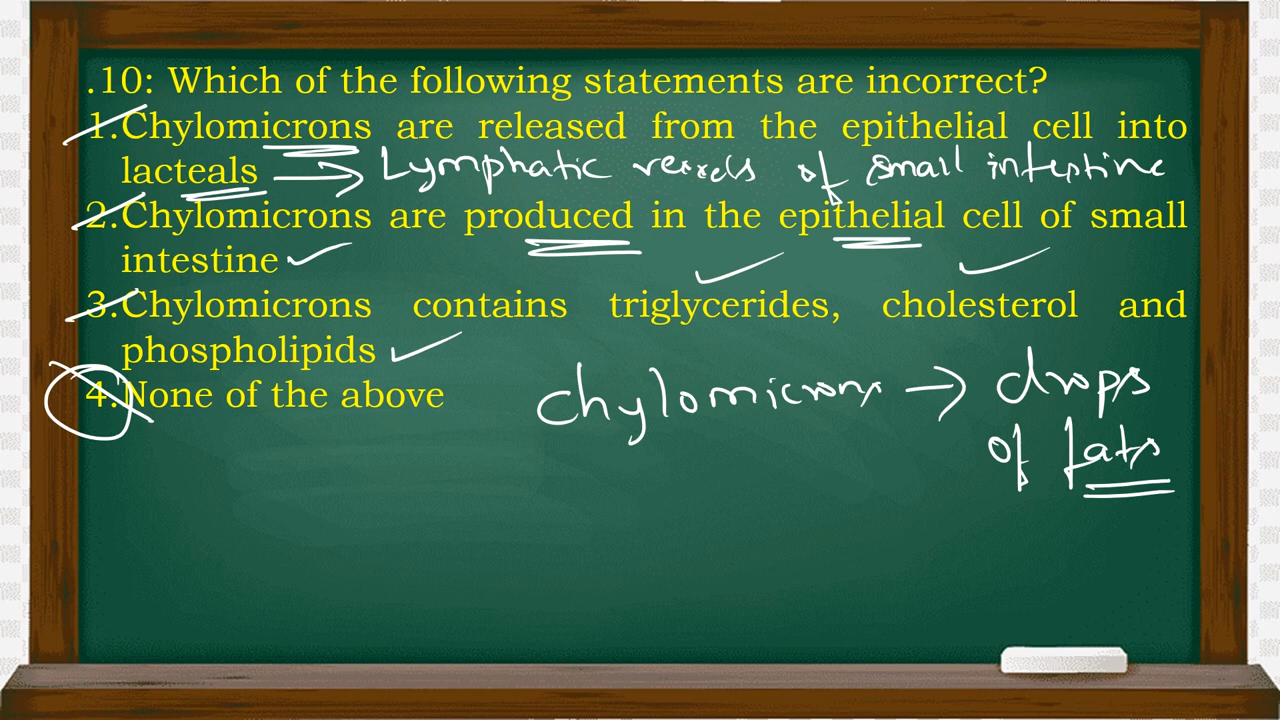 .10: Which of the following statements are incorrect?
1.Chylomicrons are released from the epithelial cell into
lacteals → Lymphatic vessels of small intestine
2.Chylomicrons are produced in the epithelial cell of small
intestine ✓
3.Chylomicrons contains triglycerides, cholesterol and
phospholipids ✓
4.None of the above
chylomicrons → drops
of fats